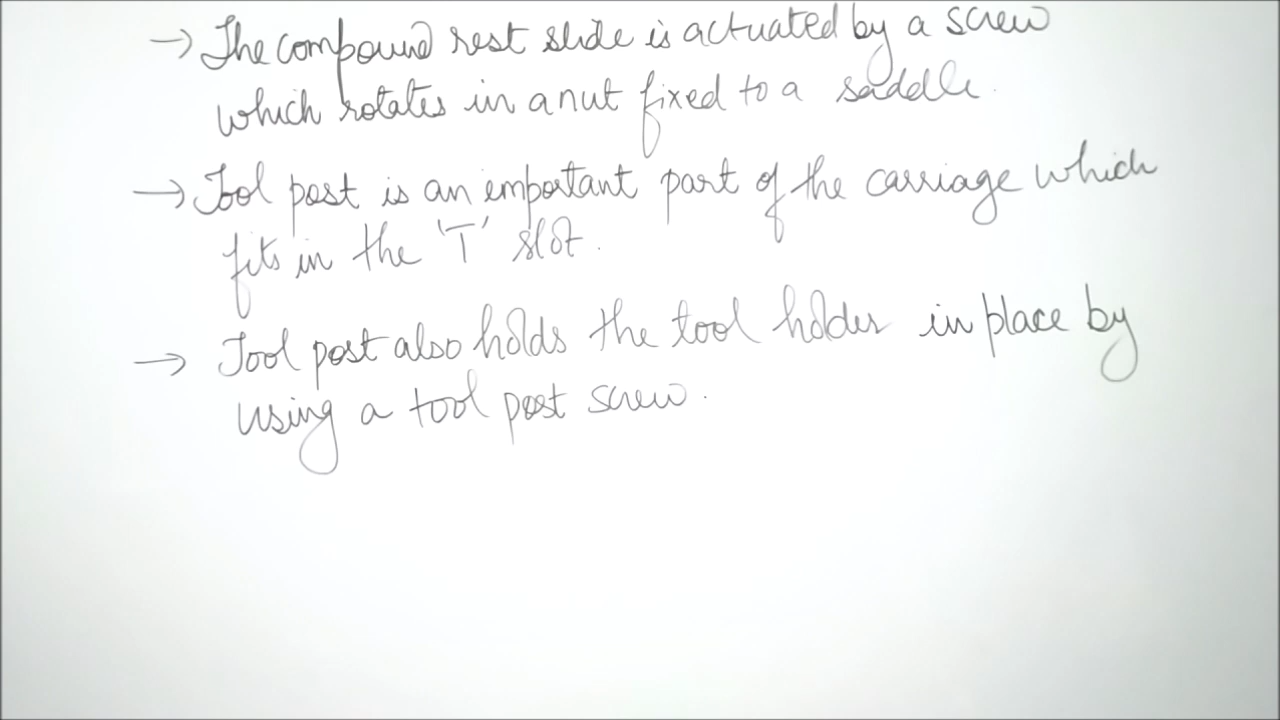 → The compound rest slide is actuated by a screw
which rotates in a nut fixed to a saddle.
→ Tool post is an important part of the carriage which
fits in the 'T' slot.
→ Tool post also holds the tool holder in place by
using a tool post screw.